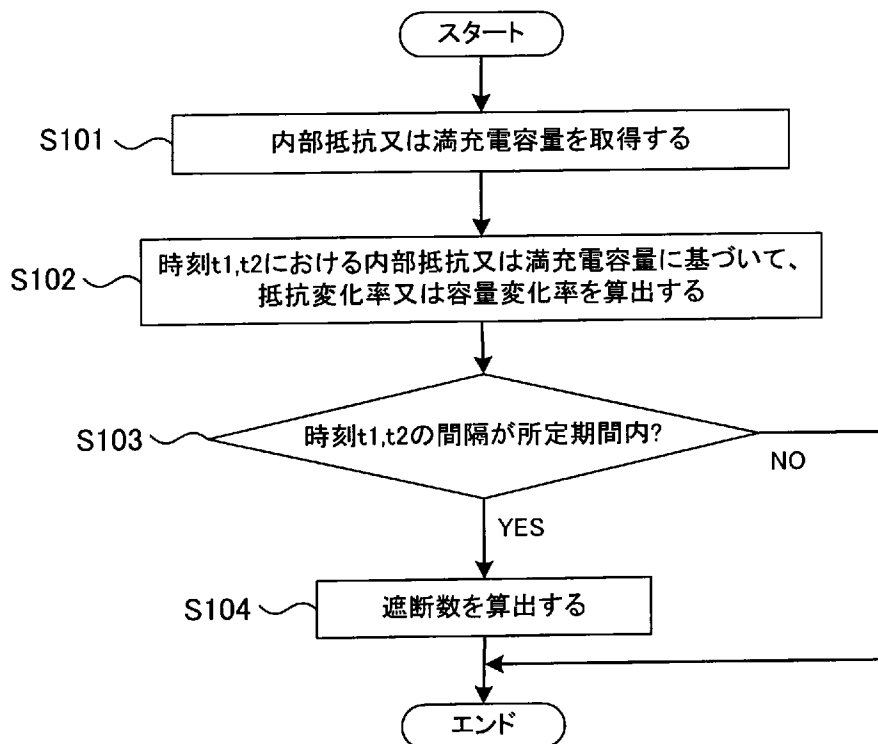 スタート
S101
内部抵抗又は満充電容量を取得する
S102
時刻t1,t2における内部抵抗又は満充電容量に基づいて、
抵抗変化率又は容量変化率を算出する
S103
時刻t1,t2の間隔が所定期間内?
NO
YES
S104
遮断数を算出する
エンド